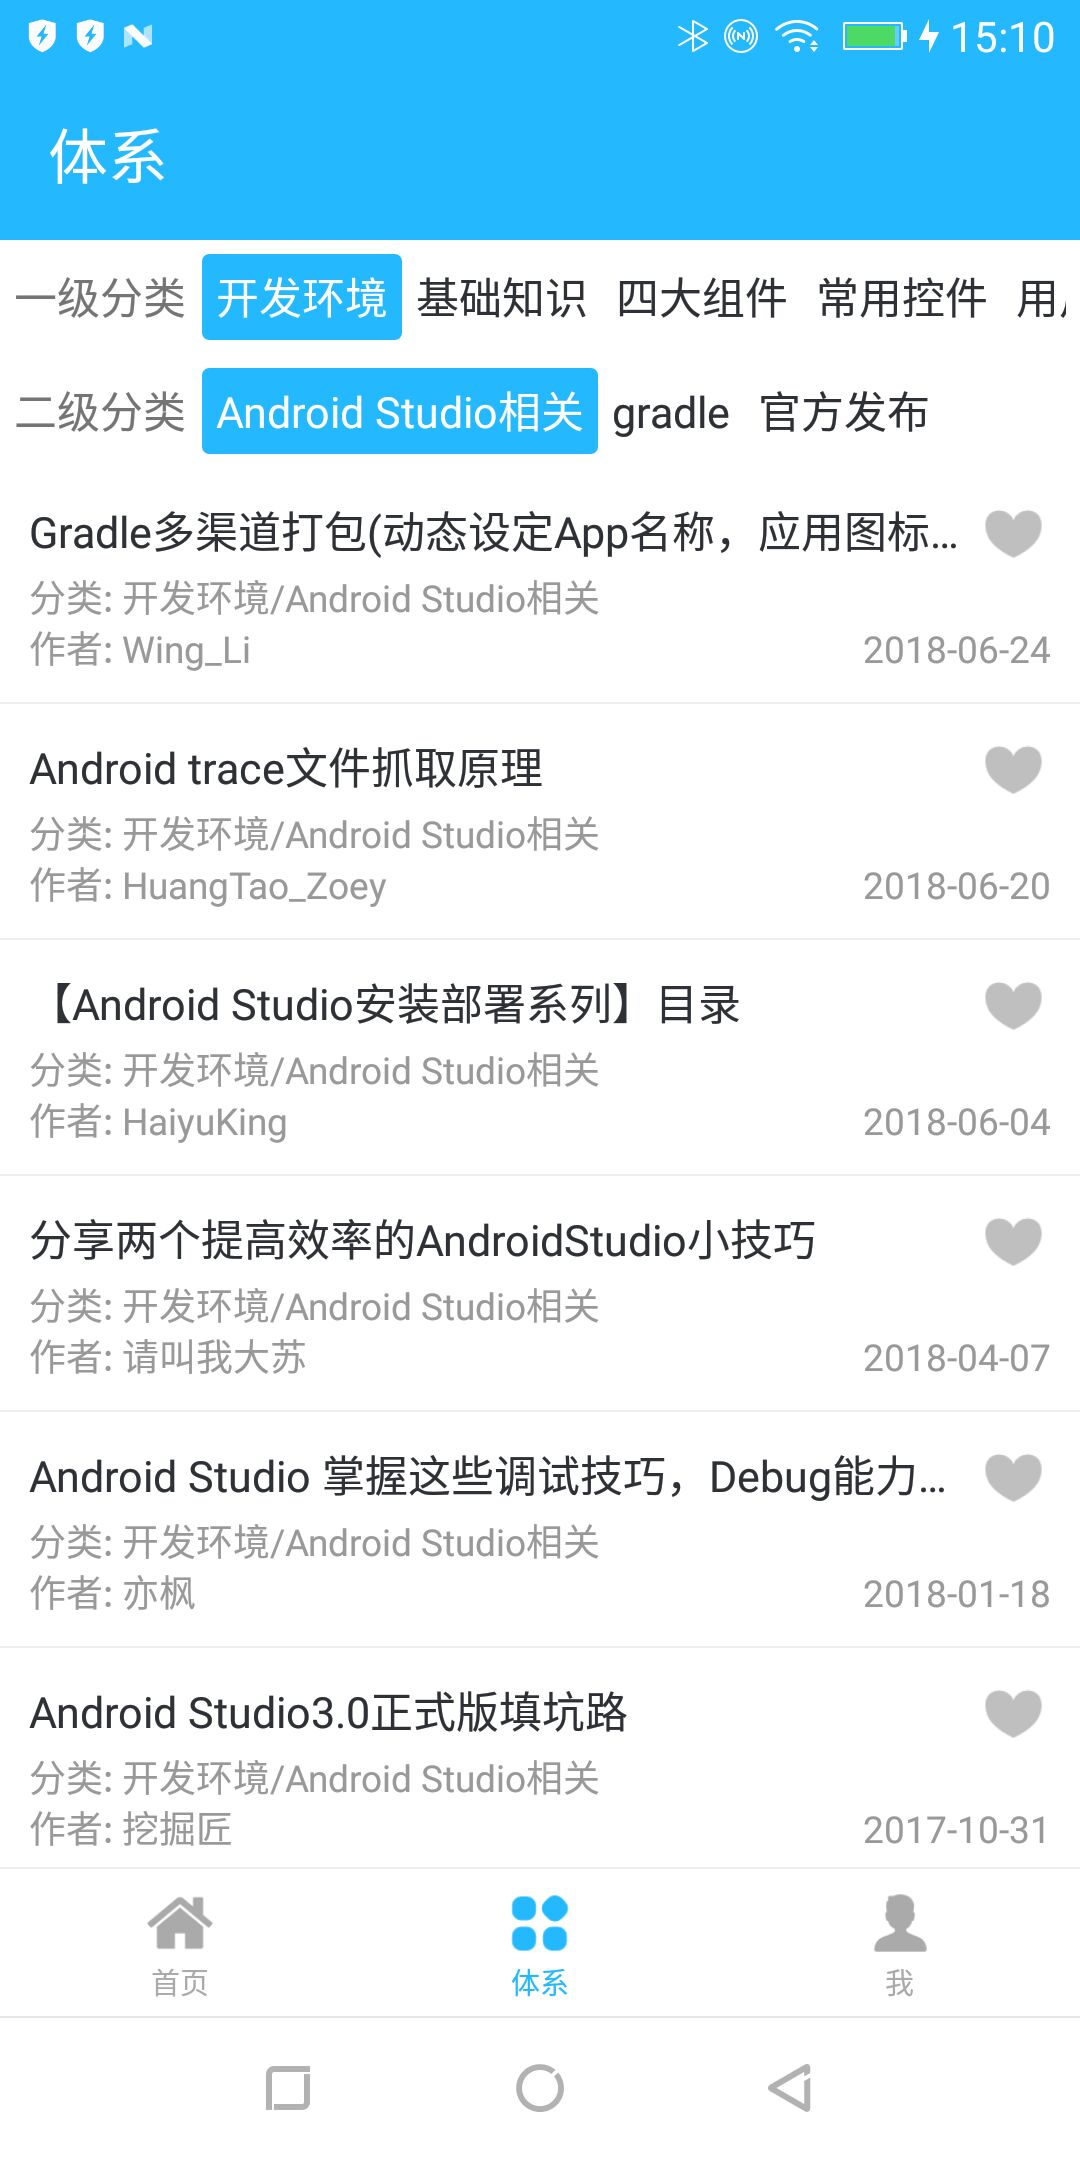 15:10
体系
一级分类 开发环境 基础知识 四大组件 常用控件 用
二级分类 Android Studio相关 gradle 官方发布
Gradle多渠道打包(动态设定App名称，应用图标...
分类: 开发环境/Android Studio相关
作者: Wing_Li 2018-06-24
Android trace文件抓取原理
分类: 开发环境/Android Studio相关
作者: HuangTao_Zoey 2018-06-20
【Android Studio安装部署系列】目录
分类: 开发环境/Android Studio相关
作者: HaiyuKing 2018-06-04
分享两个提高效率的AndroidStudio小技巧
分类: 开发环境/Android Studio相关
作者: 请叫我大苏 2018-04-07
Android Studio 掌握这些调试技巧，Debug能力...
分类: 开发环境/Android Studio相关
作者: 亦枫 2018-01-18
Android Studio3.0正式版填坑路
分类: 开发环境/Android Studio相关
作者: 挖掘匠 2017-10-31
首页 体系 我